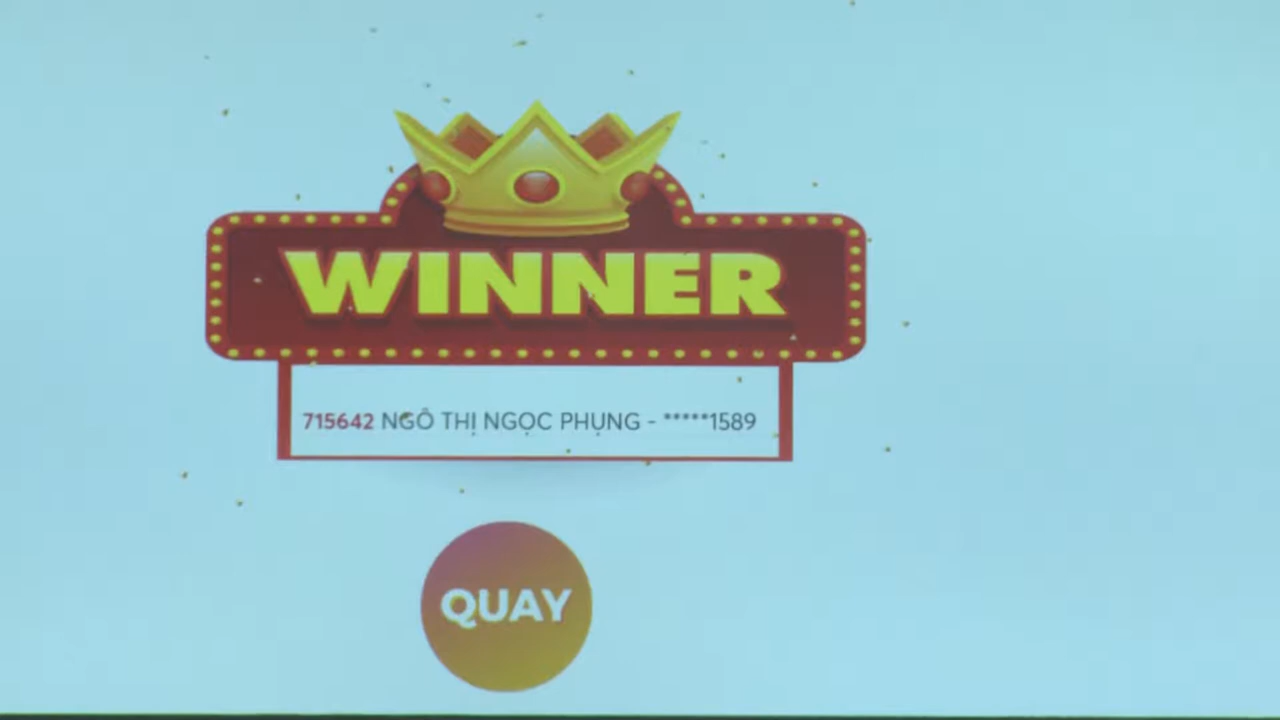 WINNER
715642 NGÔ THỊ NGỌC PHỤNG - *****1589
QUAY